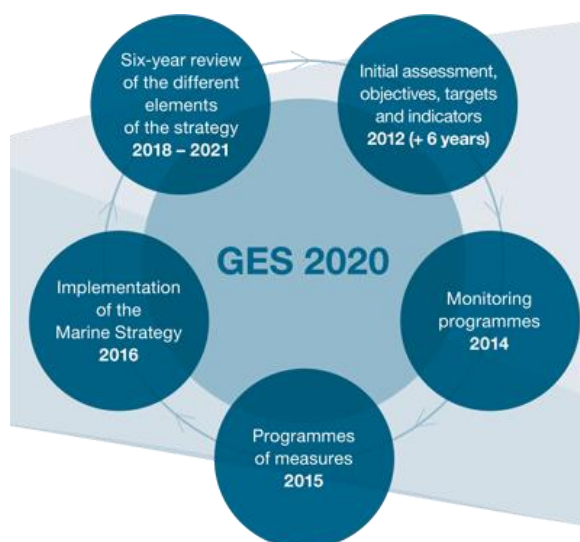 Six-year review
of the different
elements
of the strategy
2018 – 2021
Initial assessment,
objectives, targets
and indicators
2012 (+ 6 years)
GES 2020
Implementation
of the
Marine Strategy
2016
Monitoring
programmes
2014
Programmes
of measures
2015